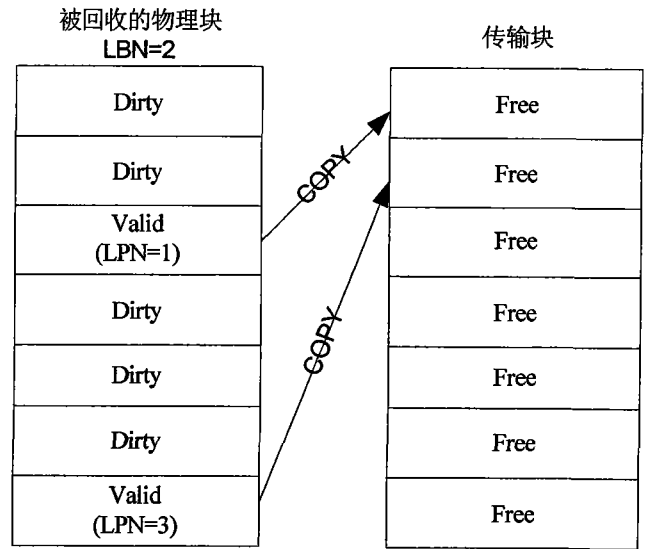 被回收的物理块
LBN=2
Dirty
Dirty
Valid
(LPN=1)
Dirty
Dirty
Dirty
Valid
(LPN=3)
COPY
COPY
传输块
Free
Free
Free
Free
Free
Free
Free